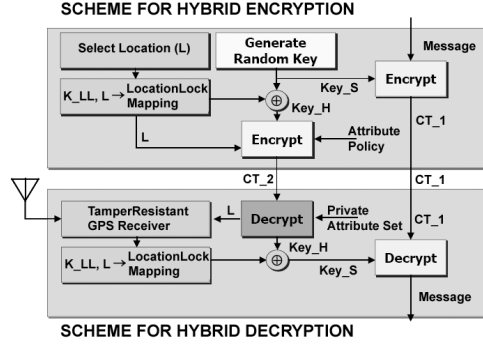 SCHEME FOR HYBRID ENCRYPTION
Select Location (L)
Generate
Random Key
Message
K_LL, L → LocationLock
Mapping
Key_S
Encrypt
Key_H
L
Encrypt
Attribute
Policy
CT_1
CT_2
CT_1
TamperResistant
GPS Receiver
L
Decrypt
Private
Attribute Set
CT_1
Key_H
K_LL, L → LocationLock
Mapping
Key_S
Decrypt
Message
SCHEME FOR HYBRID DECRYPTION